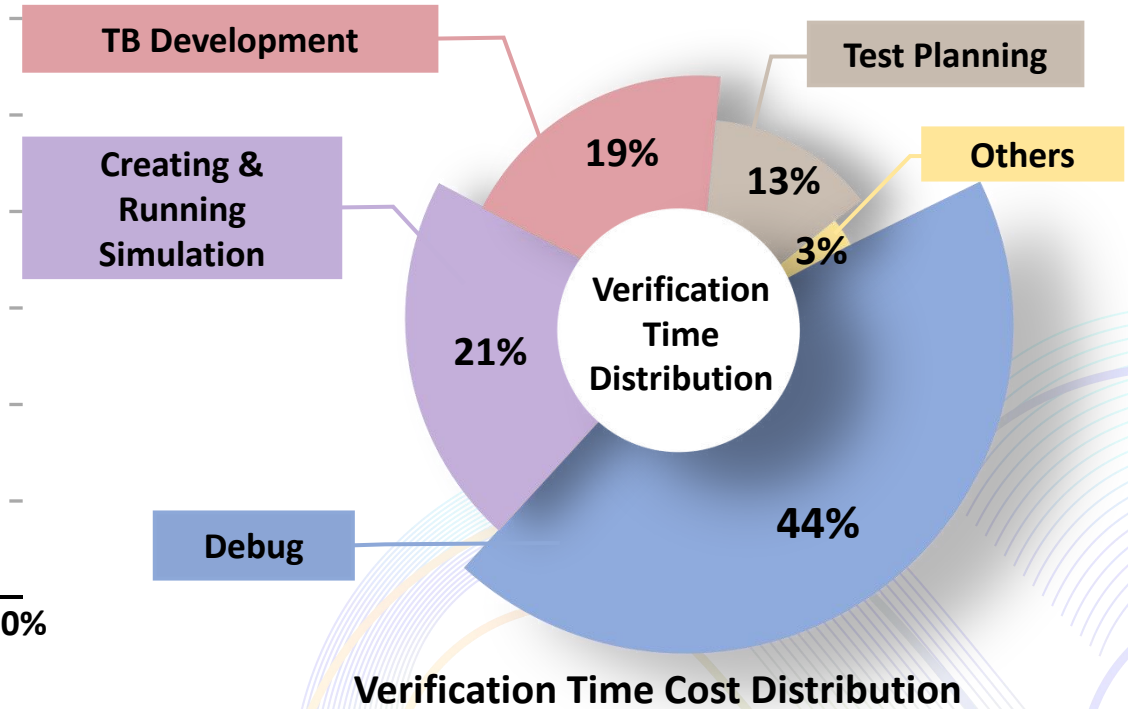 TB Development
Test Planning
Creating &
Running
Simulation
Others
19%
13%
3%
21%
Verification
Time
Distribution
44%
Debug
0%
Verification Time Cost Distribution